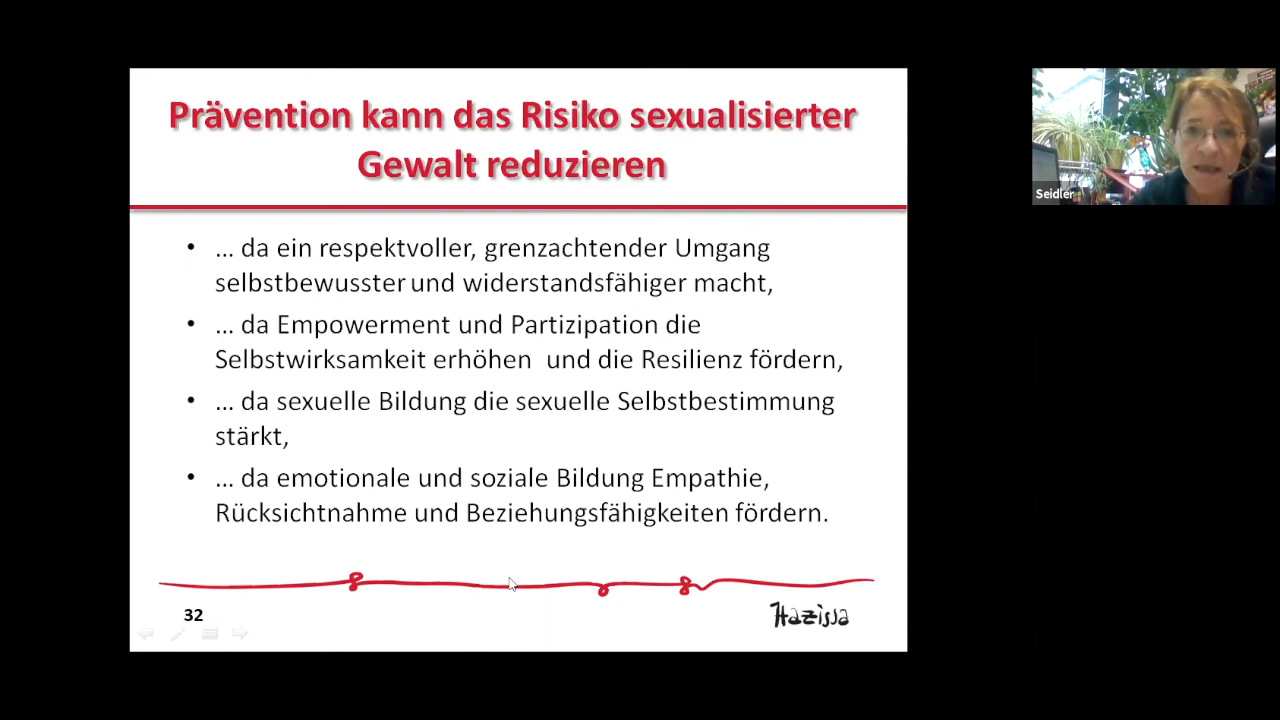 Prävention kann das Risiko sexualisierter
Gewalt reduzieren
• ... da ein respektvoller, grenzachtender Umgang
selbstbewusster und widerstandsfähiger macht,
• ... da Empowerment und Partizipation die
Selbstwirksamkeit erhöhen und die Resilienz fördern,
• ... da sexuelle Bildung die sexuelle Selbstbestimmung
stärkt,
• ... da emotionale und soziale Bildung Empathie,
Rücksichtnahme und Beziehungsfähigkeiten fördern.
32
Hazissa
Seidler